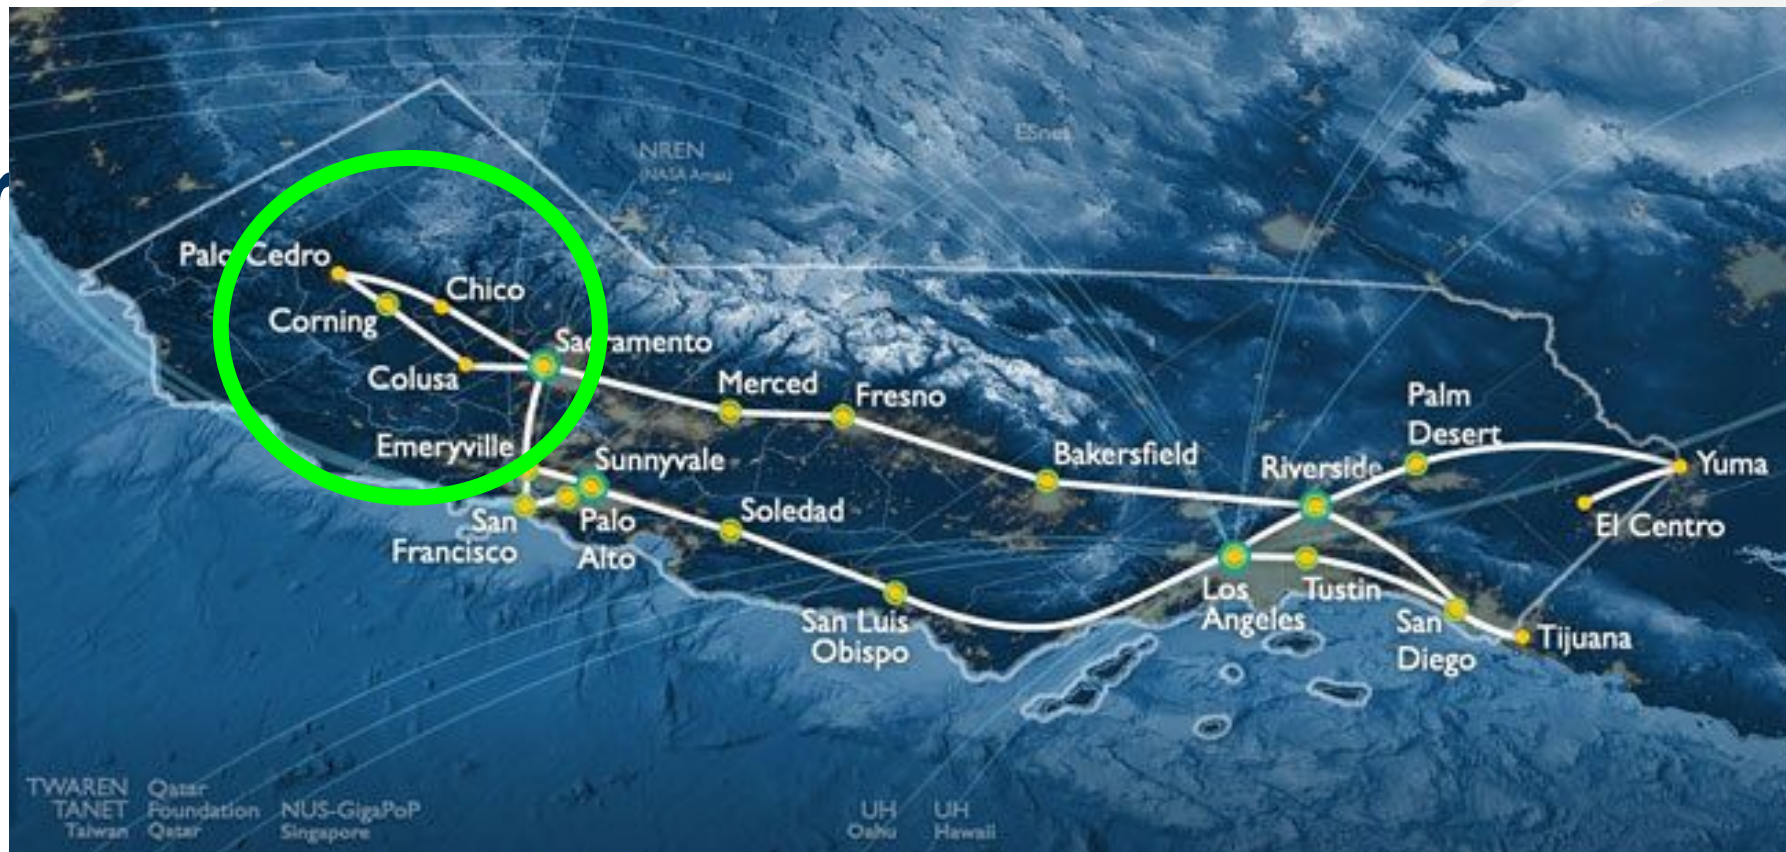 NREN
(NASA Ames)
ESnet
Palo Cedro
Chico
Corning
Sacramento
Colusa
Merced
Fresno
Palm
Desert
Emeryville
Sunnyvale
Bakersfield
Riverside
Yuma
San
Francisco
Palo
Alto
Soledad
El Centro
Los
Angeles
Tustin
San Luis
Obispo
San
Diego
Tijuana
TWAREN
TANET
Taiwan
Qatar
Foundation
Qatar
NUS-GigaPoP
Singapore
UH
Oahu
UH
Hawaii